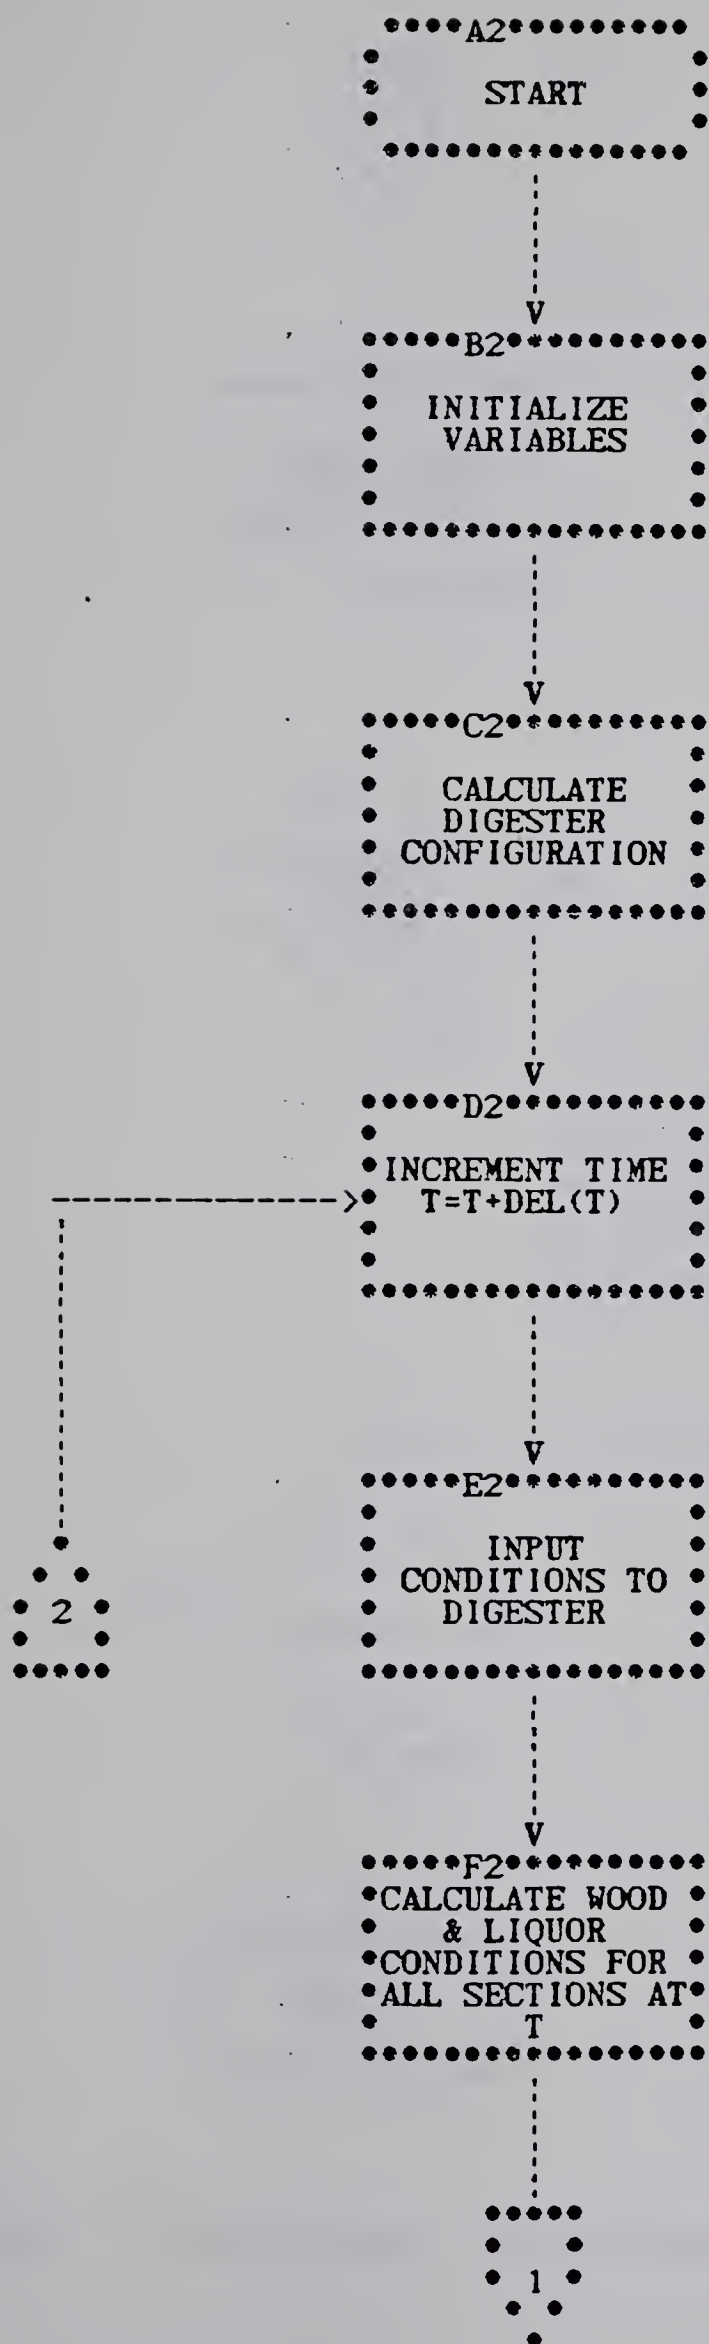 A2
START
B2
INITIALIZE
VARIABLES
C2
CALCULATE
DIGESTER
CONFIGURATION
D2
INCREMENT TIME
T=T+DEL(T)
E2
INPUT
CONDITIONS TO
DIGESTER
2
F2
CALCULATE WOOD
& LIQUOR
CONDITIONS FOR
ALL SECTIONS AT
T
1